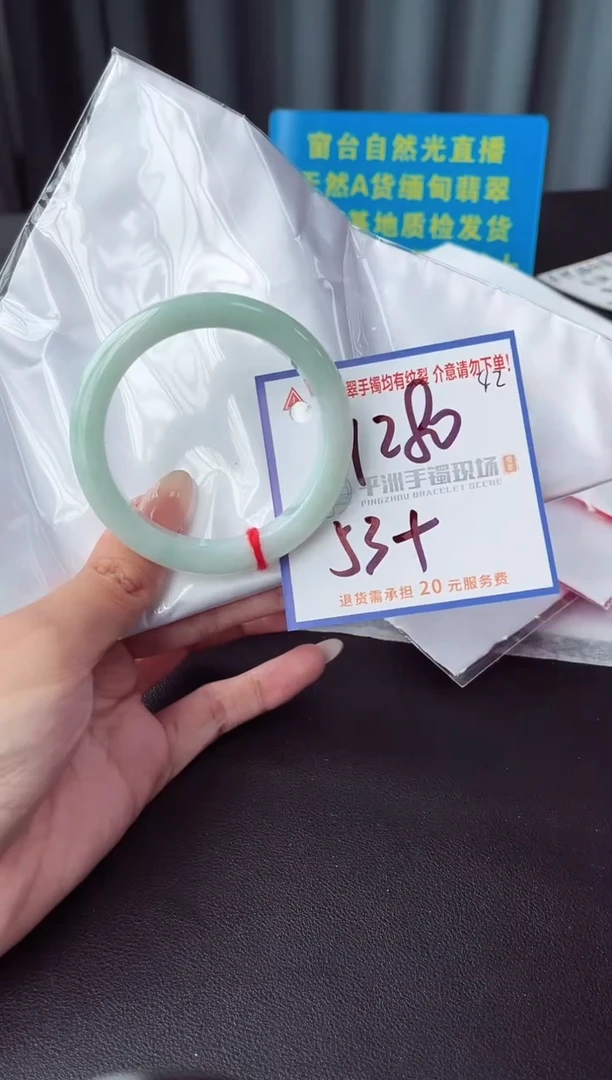 窗台自然光直播
天然A货缅甸翡翠
基地质检发货
翠手镯均有纹裂 介意请勿下单!
42
1280
平洲手镯现场
PINGZHOU BRACELET SCENE
53+
退货需承担 20 元服务费